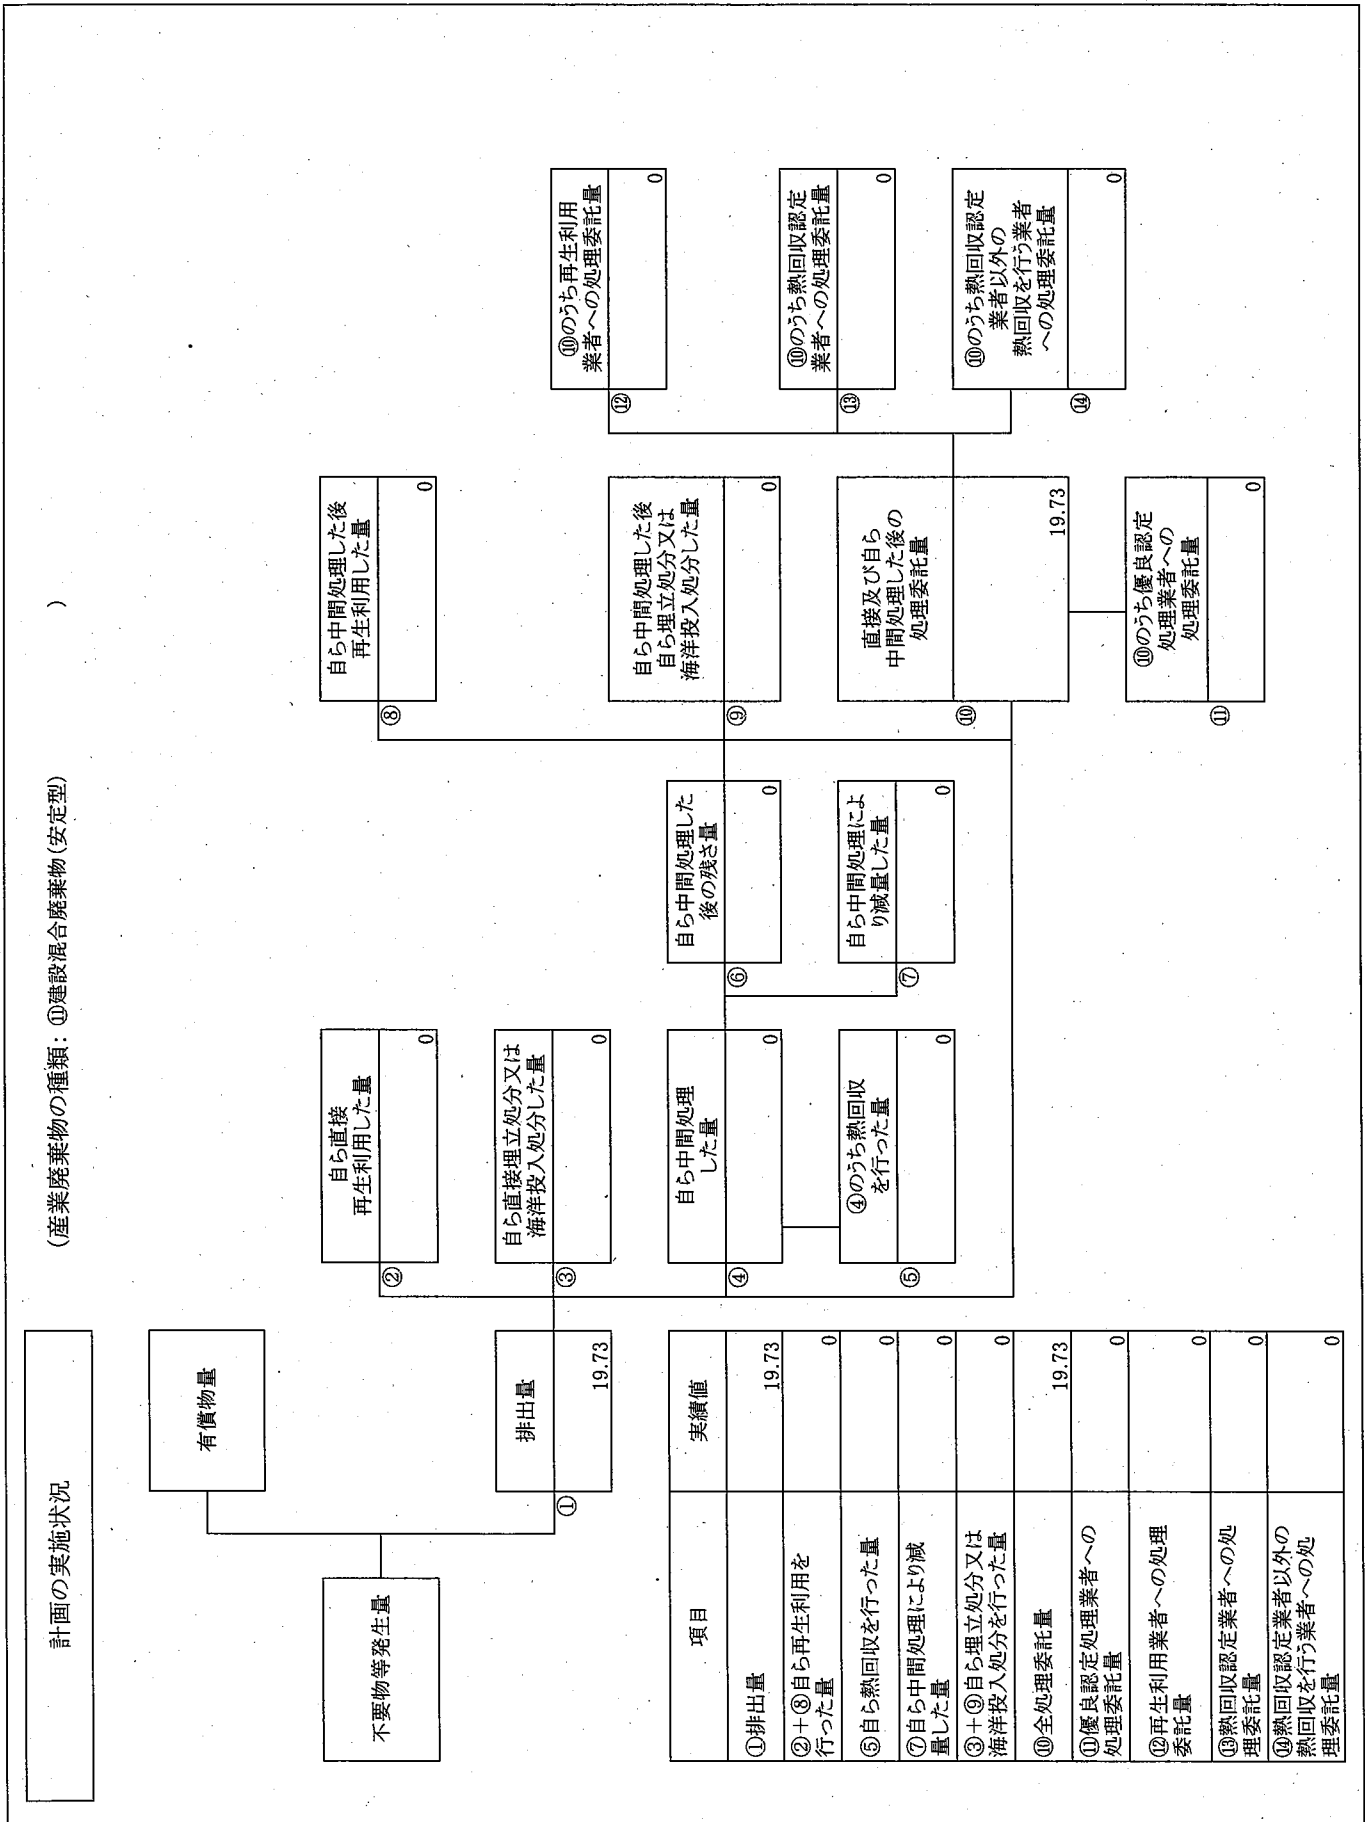 計画の実施状況
(産業廃棄物の種類：⑪建設混合廃棄物(安定型)
)
不要物等発生量
有償物量
①
排出量
19.73
②
自ら直接
再生利用した量
0
③
自ら直接埋立処分又は
海洋投入処分した量
0
④
自ら中間処理
した量
0
⑤
④のうち熱回収
を行った量
0
⑥
自ら中間処理した
後の残さ量
0
⑦
自ら中間処理によ
り減量した量
0
⑧
自ら中間処理した後
再生利用した量
0
⑨
自ら中間処理した後
自ら埋立処分又は
海洋投入処分した量
0
⑩
直接及び自ら
中間処理した後の
処理委託量
19.73
⑪
⑩のうち優良認定
処理業者への
処理委託量
0
⑫
⑩のうち再生利用
業者への処理委託量
0
⑬
⑩のうち熱回収認定
業者への処理委託量
0
⑭
⑩のうち熱回収認定
業者以外の
熱回収を行う業者
への処理委託量
0
項目
実績値
①排出量
19.73
②+⑧自ら再生利用を
行った量
0
⑤自ら熱回収を行った量
0
⑦自ら中間処理により減
量した量
0
③+⑨自ら埋立処分又は
海洋投入処分を行った量
0
⑩全処理委託量
19.73
⑪優良認定処理業者への
処理委託量
0
⑫再生利用業者への処理
委託量
0
⑬熱回収認定業者への処
理委託量
0
⑭熱回収認定業者以外の
熱回収を行う業者への処
理委託量
0